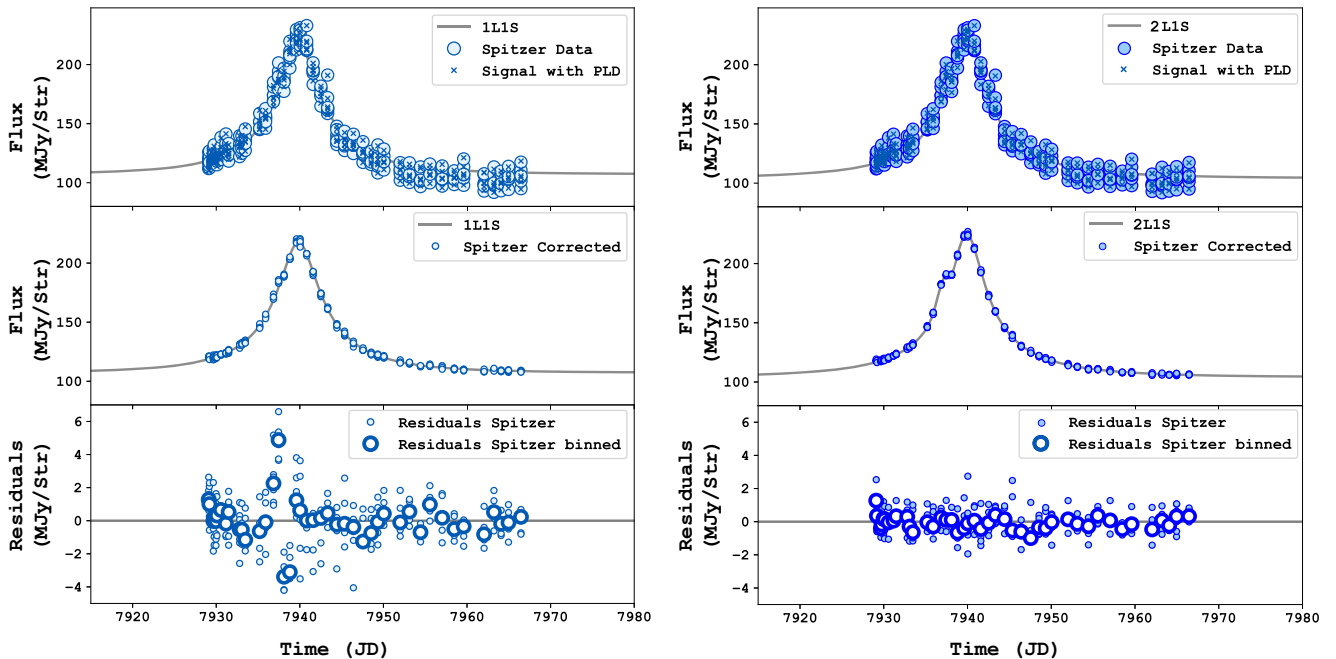 1L1S
Spitzer Data
Signal with PLD
Flux
(MJy/Str)
200
150
100
1L1S
Spitzer Corrected
Flux
(MJy/Str)
200
150
100
Residuals Spitzer
Residuals Spitzer binned
Residuals
(MJy/Str)
6
4
2
0
−2
−4
7920 7930 7940 7950 7960 7970 7980
Time (JD)
2L1S
Spitzer Data
Signal with PLD
Flux
(MJy/Str)
200
150
100
2L1S
Spitzer Corrected
Flux
(MJy/Str)
200
150
100
Residuals Spitzer
Residuals Spitzer binned
Residuals
(MJy/Str)
6
4
2
0
−2
−4
7920 7930 7940 7950 7960 7970 7980
Time (JD)